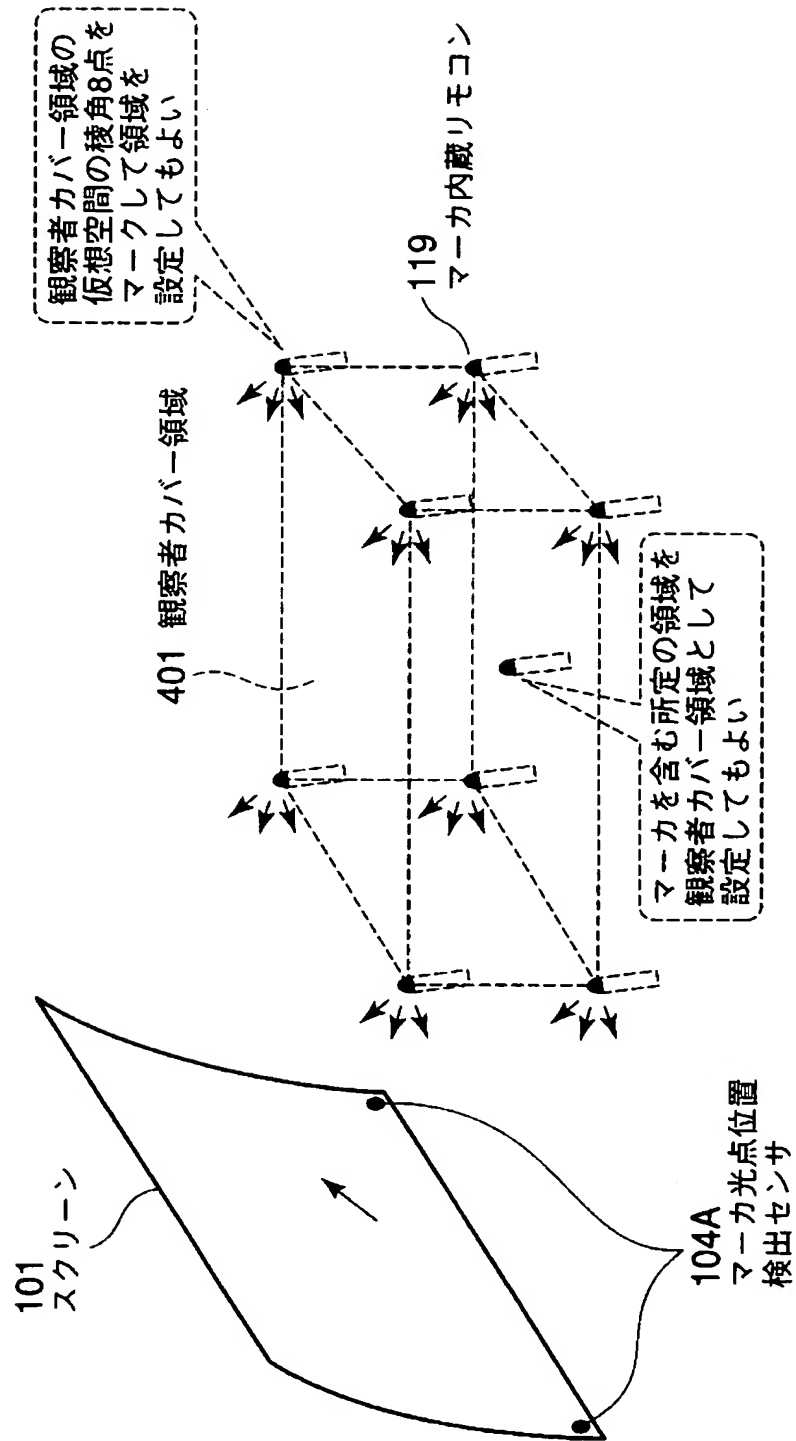 101
スクリーン
104A
マーカ光点位置
検出センサ
401 観察者カバー領域
観察者カバー領域の
仮想空間の稜角8点を
マークして領域を
設定してもよい
119
マーカ内蔵リモコン
マーカを含む所定の領域を
観察者カバー領域として
設定してもよい